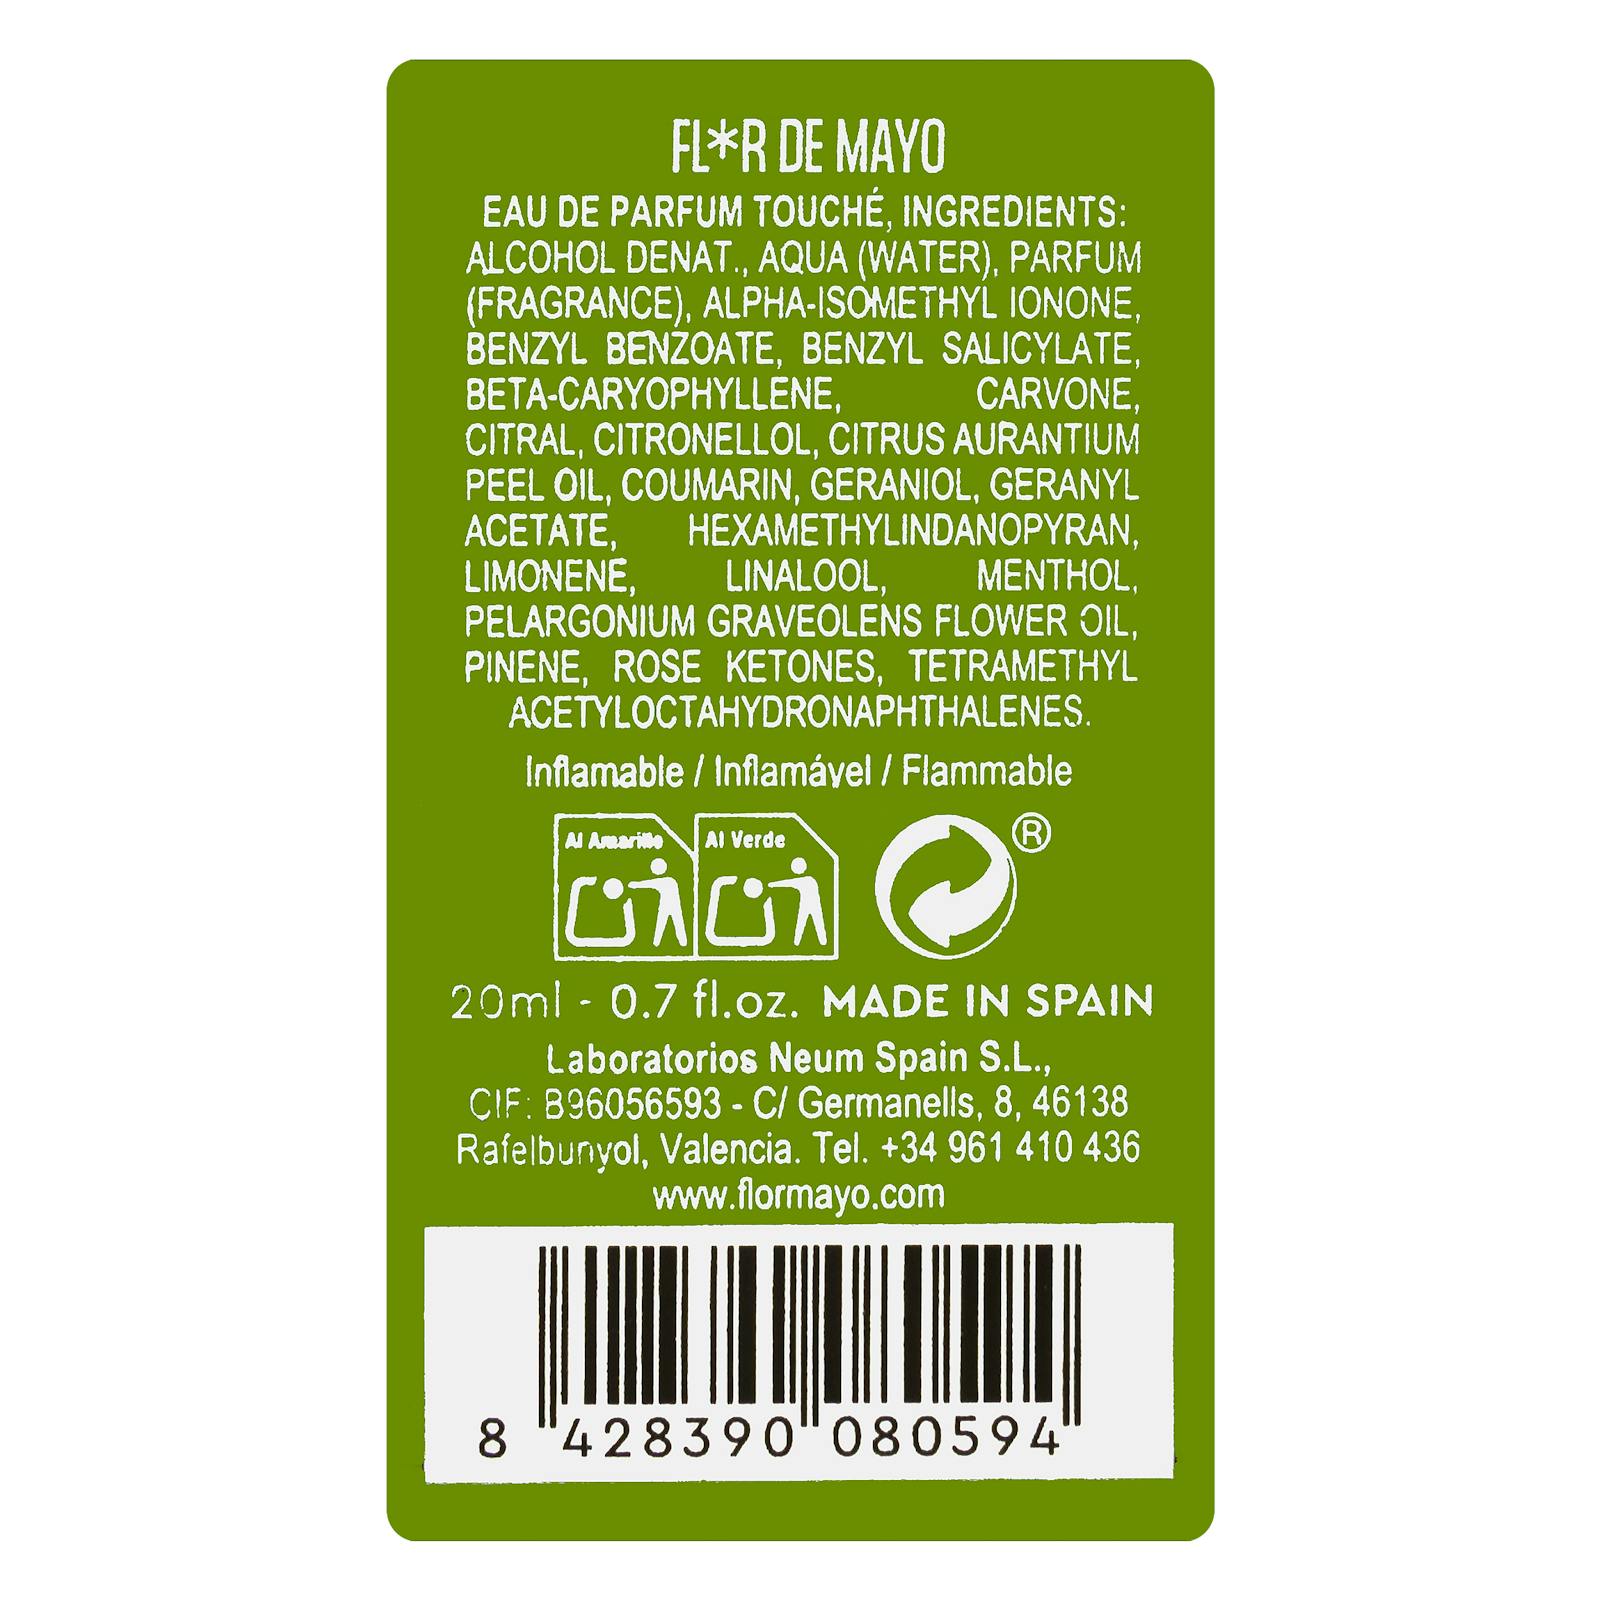 FL*R DE MAYO
EAU DE PARFUM TOUCHÉ, INGREDIENTS:
ALCOHOL DENAT., AQUA (WATER), PARFUM
(FRAGRANCE), ALPHA-ISOMETHYL IONONE,
BENZYL BENZOATE, BENZYL SALICYLATE,
BETA-CARYOPHYLLENE, CARVONE,
CITRAL, CITRONELLOL, CITRUS AURANTIUM
PEEL OIL, COUMARIN, GERANIOL, GERANYL
ACETATE, HEXAMETHYLINDANOPYRAN,
LIMONENE, LINALOOL, MENTHOL,
PELARGONIUM GRAVEOLENS FLOWER OIL,
PINENE, ROSE KETONES, TETRAMETHYL
ACETYLOCTAHYDRONAPHTHALENES.
Inflamable / Inflamável / Flammable
Al Amarillo Al Verde
®
20ml - 0.7 fl.oz. MADE IN SPAIN
Laboratorios Neum Spain S.L.,
CIF: B96056593 - C/ Germanells, 8, 46138
Rafelbunyol, Valencia. Tel. +34 961 410 436
www.flormayo.com
8 428390 080594